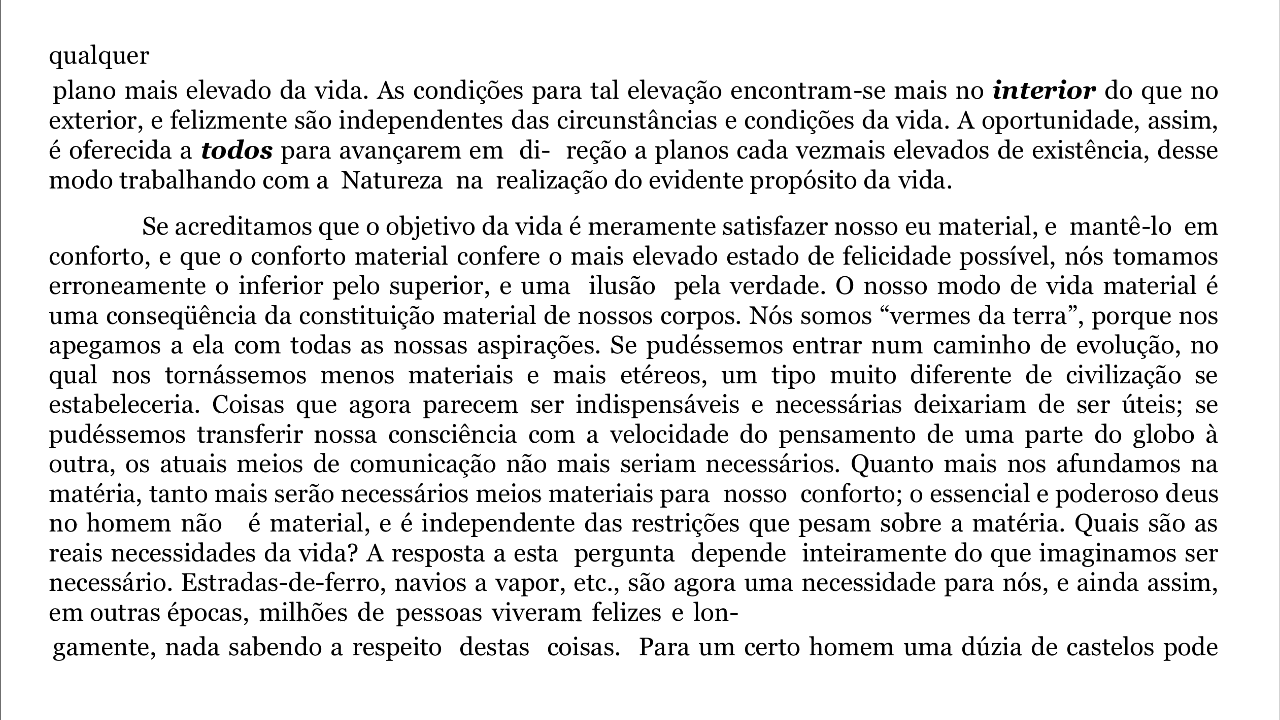 qualquer
plano mais elevado da vida. As condições para tal elevação encontram-se mais no interior do que no
exterior, e felizmente são independentes das circunstâncias e condições da vida. A oportunidade, assim,
é oferecida a todos para avançarem em di- reção a planos cada vezmais elevados de existência, desse
modo trabalhando com a Natureza na realização do evidente propósito da vida.
Se acreditamos que o objetivo da vida é meramente satisfazer nosso eu material, e mantê-lo em
conforto, e que o conforto material confere o mais elevado estado de felicidade possível, nós tomamos
erroneamente o inferior pelo superior, e uma ilusão pela verdade. O nosso modo de vida material é
uma conseqüência da constituição material de nossos corpos. Nós somos “vermes da terra”, porque nos
apegamos a ela com todas as nossas aspirações. Se pudéssemos entrar num caminho de evolução, no
qual nos tornássemos menos materiais e mais etéreos, um tipo muito diferente de civilização se
estabeleceria. Coisas que agora parecem ser indispensáveis e necessárias deixariam de ser úteis; se
pudéssemos transferir nossa consciência com a velocidade do pensamento de uma parte do globo à
outra, os atuais meios de comunicação não mais seriam necessários. Quanto mais nos afundamos na
matéria, tanto mais serão necessários meios materiais para nosso conforto; o essencial e poderoso deus
no homem não é material, e é independente das restrições que pesam sobre a matéria. Quais são as
reais necessidades da vida? A resposta a esta pergunta depende inteiramente do que imaginamos ser
necessário. Estradas-de-ferro, navios a vapor, etc., são agora uma necessidade para nós, e ainda assim,
em outras épocas, milhões de pessoas viveram felizes e lon-
gamente, nada sabendo a respeito destas coisas. Para um certo homem uma dúzia de castelos pode